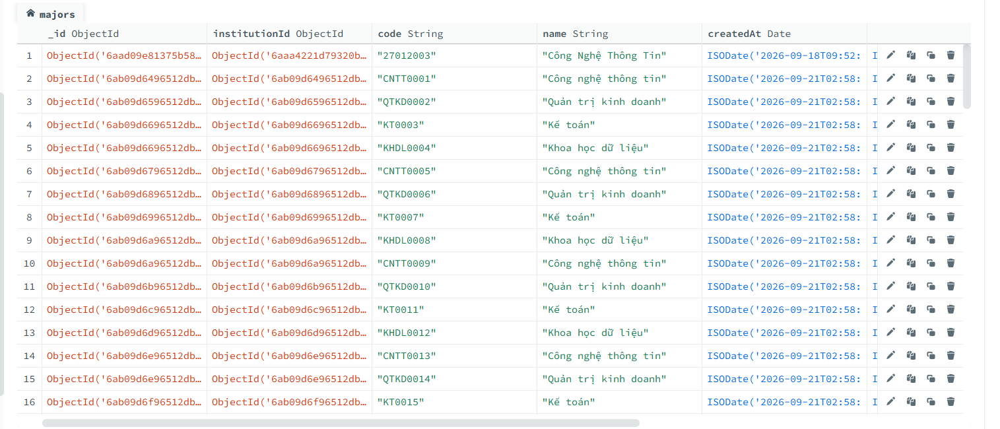 majors
_id ObjectId institutionId ObjectId code String name String createdAt Date
1 ObjectId('6aad09e81375b58… ObjectId('6aaa4221d79320b… "27012003" "Công Nghệ Thông Tin" ISODate('2026-09-18T09:52: I
2 ObjectId('6ab09d6496512db… ObjectId('6ab09d6496512db… "CNTT0001" "Công nghệ thông tin" ISODate('2026-09-21T02:58: I
3 ObjectId('6ab09d6596512db… ObjectId('6ab09d6596512db… "QTKD0002" "Quản trị kinh doanh" ISODate('2026-09-21T02:58: I
4 ObjectId('6ab09d6696512db… ObjectId('6ab09d6696512db… "KT0003" "Kế toán" ISODate('2026-09-21T02:58: I
5 ObjectId('6ab09d6696512db… ObjectId('6ab09d6696512db… "KHDL0004" "Khoa học dữ liệu" ISODate('2026-09-21T02:58: I
6 ObjectId('6ab09d6796512db… ObjectId('6ab09d6796512db… "CNTT0005" "Công nghệ thông tin" ISODate('2026-09-21T02:58: I
7 ObjectId('6ab09d6896512db… ObjectId('6ab09d6896512db… "QTKD0006" "Quản trị kinh doanh" ISODate('2026-09-21T02:58: I
8 ObjectId('6ab09d6996512db… ObjectId('6ab09d6996512db… "KT0007" "Kế toán" ISODate('2026-09-21T02:58: I
9 ObjectId('6ab09d6a96512db… ObjectId('6ab09d6a96512db… "KHDL0008" "Khoa học dữ liệu" ISODate('2026-09-21T02:58: I
10 ObjectId('6ab09d6a96512db… ObjectId('6ab09d6a96512db… "CNTT0009" "Công nghệ thông tin" ISODate('2026-09-21T02:58: I
11 ObjectId('6ab09d6b96512db… ObjectId('6ab09d6b96512db… "QTKD0010" "Quản trị kinh doanh" ISODate('2026-09-21T02:58: I
12 ObjectId('6ab09d6c96512db… ObjectId('6ab09d6c96512db… "KT0011" "Kế toán" ISODate('2026-09-21T02:58: I
13 ObjectId('6ab09d6d96512db… ObjectId('6ab09d6d96512db… "KHDL0012" "Khoa học dữ liệu" ISODate('2026-09-21T02:58: I
14 ObjectId('6ab09d6e96512db… ObjectId('6ab09d6e96512db… "CNTT0013" "Công nghệ thông tin" ISODate('2026-09-21T02:58: I
15 ObjectId('6ab09d6e96512db… ObjectId('6ab09d6e96512db… "QTKD0014" "Quản trị kinh doanh" ISODate('2026-09-21T02:58: I
16 ObjectId('6ab09d6f96512db… ObjectId('6ab09d6f96512db… "KT0015" "Kế toán" ISODate('2026-09-21T02:58: I